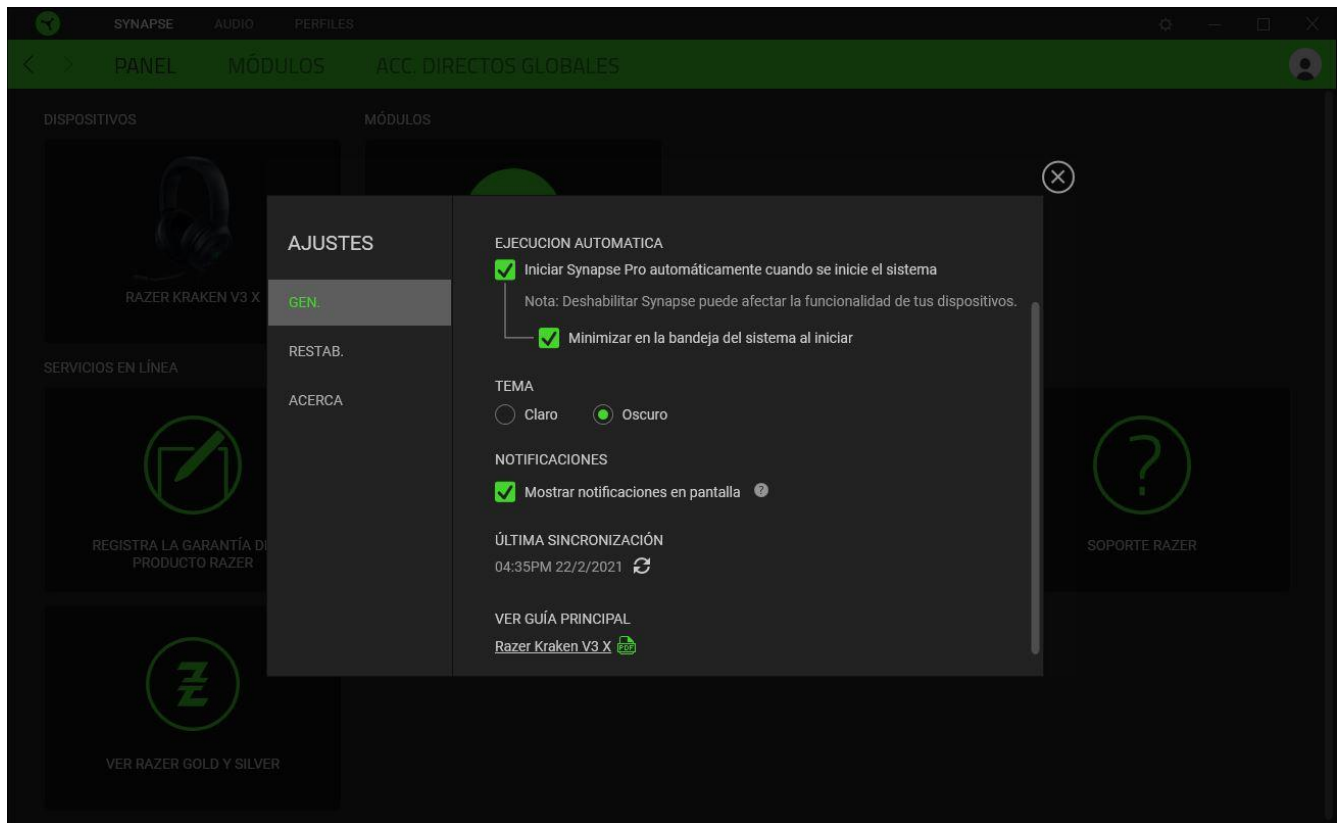 SYNAPSE AUDIO PERFILES
PANEL MÓDULOS ACC. DIRECTOS GLOBALES
DISPOSITIVOS MÓDULOS
RAZER KRAKEN V3 X
SERVICIOS EN LÍNEA
REGISTRA LA GARANTÍA
PRODUCTO RAZER
SOPORTE RAZER
VER RAZER GOLD Y SILVER
AJUSTES
GEN.
RESTAB.
ACERCA
EJECUCION AUTOMATICA
Iniciar Synapse Pro automáticamente cuando se inicie el sistema
Nota: Deshabilitar Synapse puede afectar la funcionalidad de tus dispositivos.
Minimizar en la bandeja del sistema al iniciar
TEMA
Claro Oscuro
NOTIFICACIONES
Mostrar notificaciones en pantalla ?
ÚLTIMA SINCRONIZACIÓN
04:35PM 22/2/2021
VER GUÍA PRINCIPAL
Razer Kraken V3 X PDF